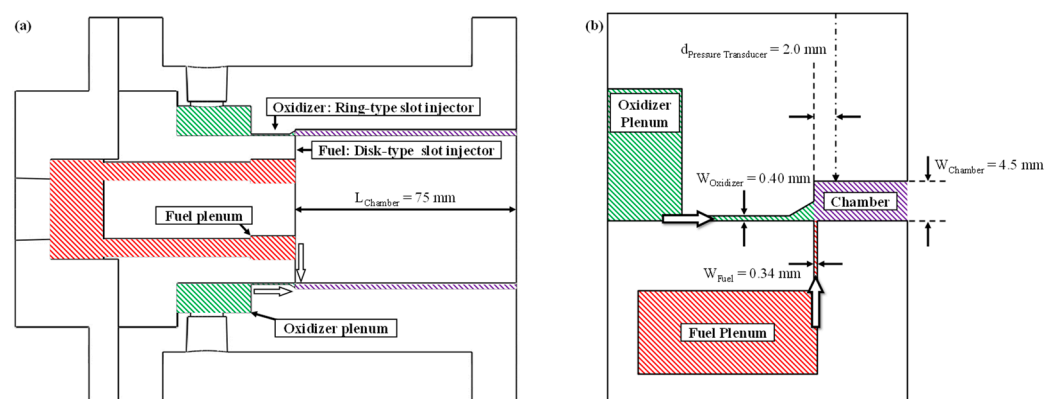 (a)
Oxidizer: Ring-type slot injector
Fuel: Disk-type slot injector
L_Chamber = 75 mm
Fuel plenum
Oxidizer plenum
(b)
d_Pressure Transducer = 2.0 mm
Oxidizer
Plenum
W_Oxidizer = 0.40 mm
W_Chamber = 4.5 mm
Chamber
W_Fuel = 0.34 mm
Fuel Plenum